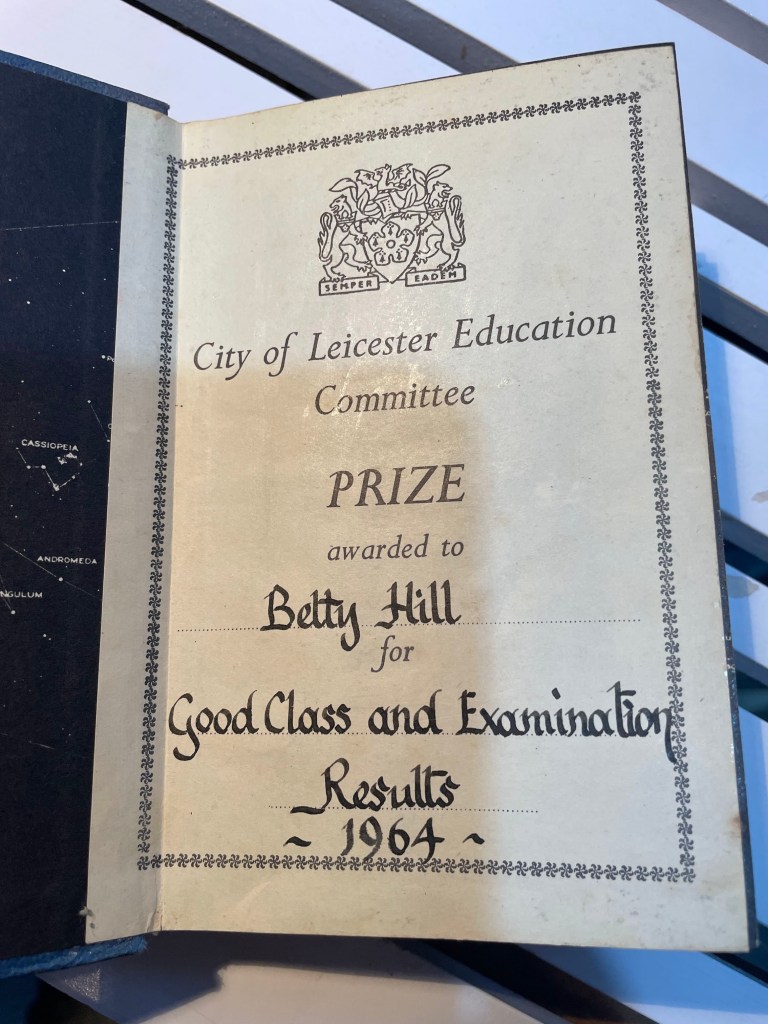 SEMPER EADEM
City of Leicester Education
Committee
PRIZE
awarded to
Betty Hill
for
Good Class and Examination
Results
~ 1964 ~
CASSIOPEIA
ANDROMEDA
NGULUM